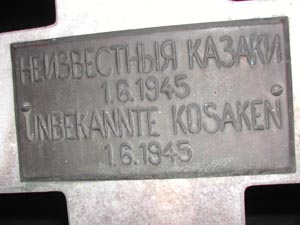 НЕИЗВЕСТНЫЯ КАЗАКИ
1.6.1945
UNBEKANNTE KOSAKEN
1.6.1945